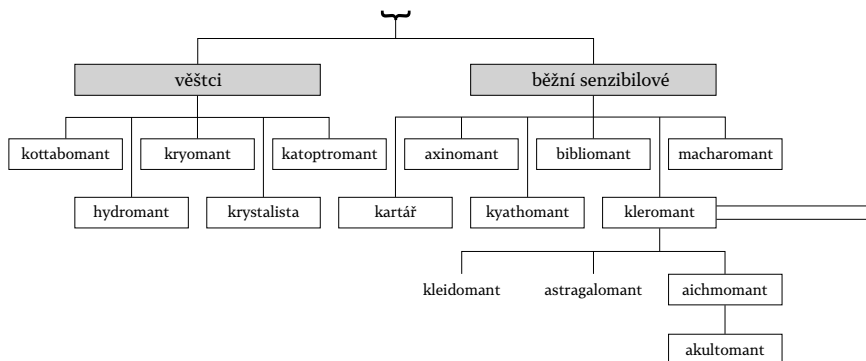 věštci
běžní senzibilové
kottabomant
kryomant
katoptromant
axinomant
bibliomant
macharomant
hydromant
krystalista
kartář
kyathomant
kleromant
kleidomant
astragalomant
aichmomant
akultomant